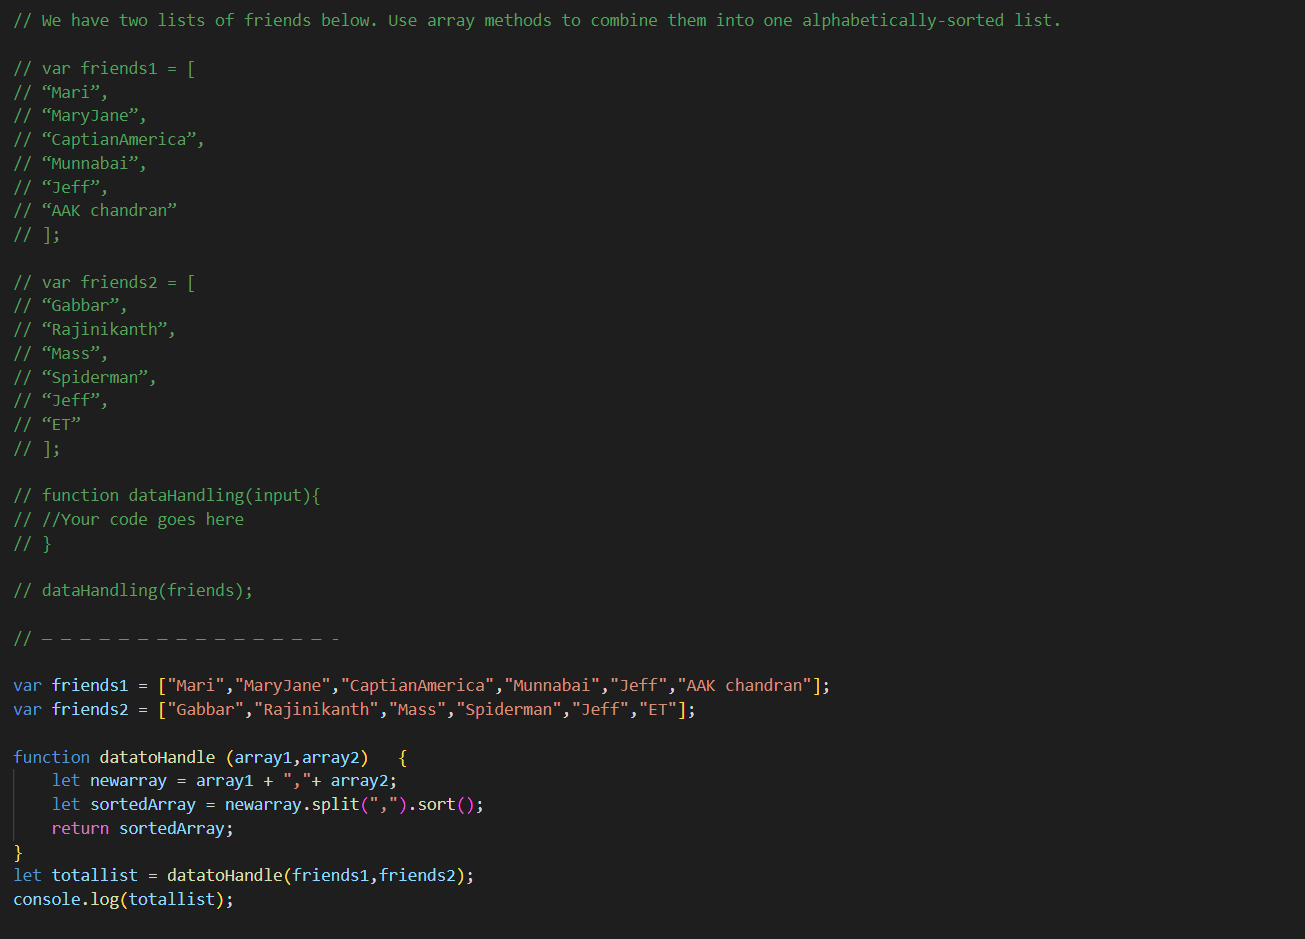 // We have two lists of friends below. Use array methods to combine them into one alphabetically-sorted list.
// var friends1 = [
// “Mari”,
// “MaryJane”,
// “CaptianAmerica”,
// “Munnabai”,
// “Jeff”,
// “AAK chandran”
// ];
// var friends2 = [
// “Gabbar”,
// “Rajinikanth”,
// “Mass”,
// “Spiderman”,
// “Jeff”,
// “ET”
// ];
// function dataHandling(input){
// //Your code goes here
// }
// dataHandling(friends);
// — — — — — — — — — — — — — — — -
var friends1 = ["Mari","MaryJane","CaptianAmerica","Munnabai","Jeff","AAK chandran"];
var friends2 = ["Gabbar","Rajinikanth","Mass","Spiderman","Jeff","ET"];
function datatoHandle (array1,array2)   {
    let newarray = array1 + ","+ array2;
    let sortedArray = newarray.split(",").sort();
    return sortedArray;
}
let totallist = datatoHandle(friends1,friends2);
console.log(totallist);